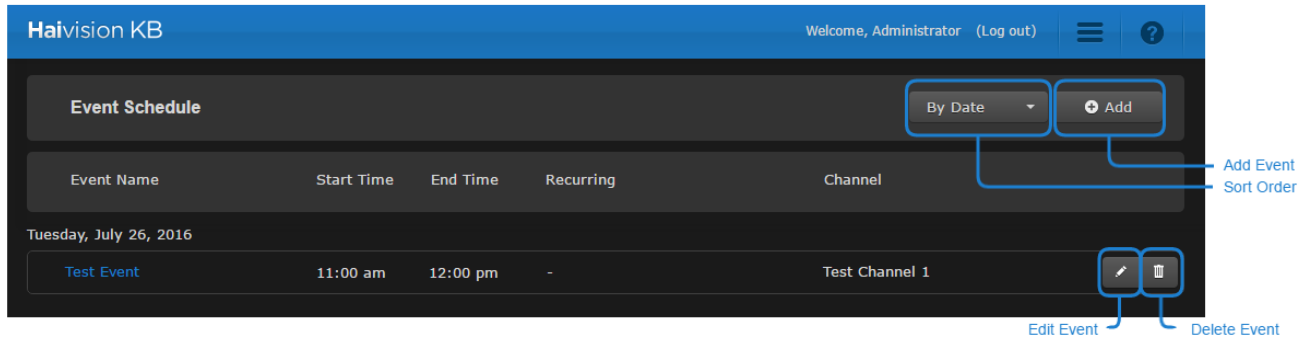 Haivision KB
Welcome, Administrator (Log out)
?
Event Schedule
By Date
Add
Add Event
Sort Order
Event Name Start Time End Time Recurring Channel
Tuesday, July 26, 2016
Test Event 11:00 am 12:00 pm - Test Channel 1
Edit Event
Delete Event